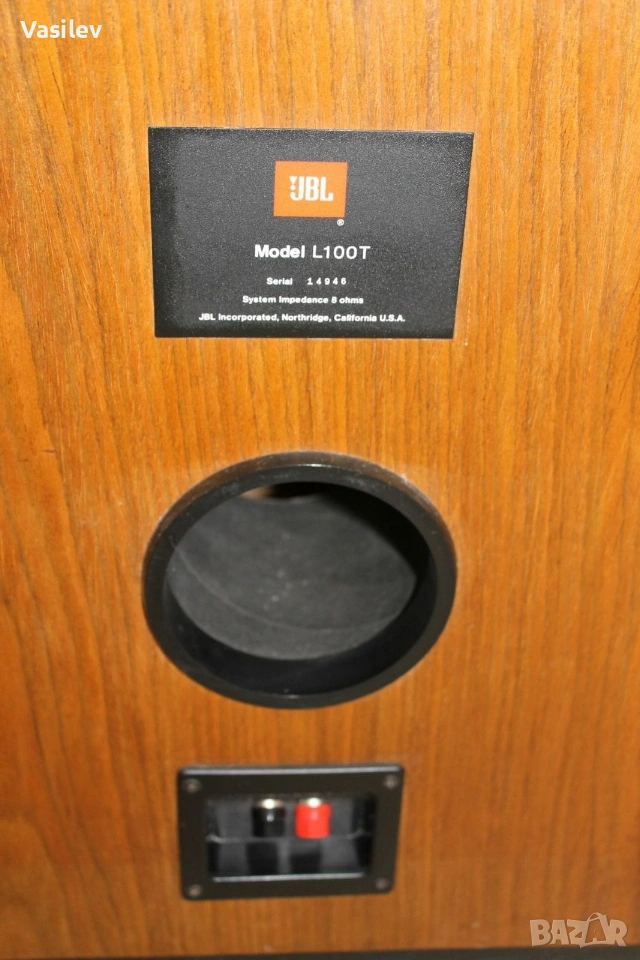 Vasilev
JBL
®
Model L100T
Serial 14946
System Impedance 8 ohms
JBL Incorporated, Northridge, California U.S.A.
BAZAR